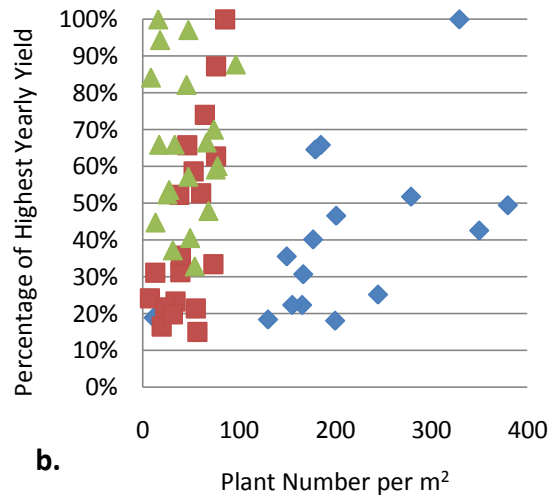 100%
90%
80%
70%
60%
50%
40%
30%
20%
10%
0%
Percentage of Highest Yearly Yield
0 100 200 300 400
b.
Plant Number per m²